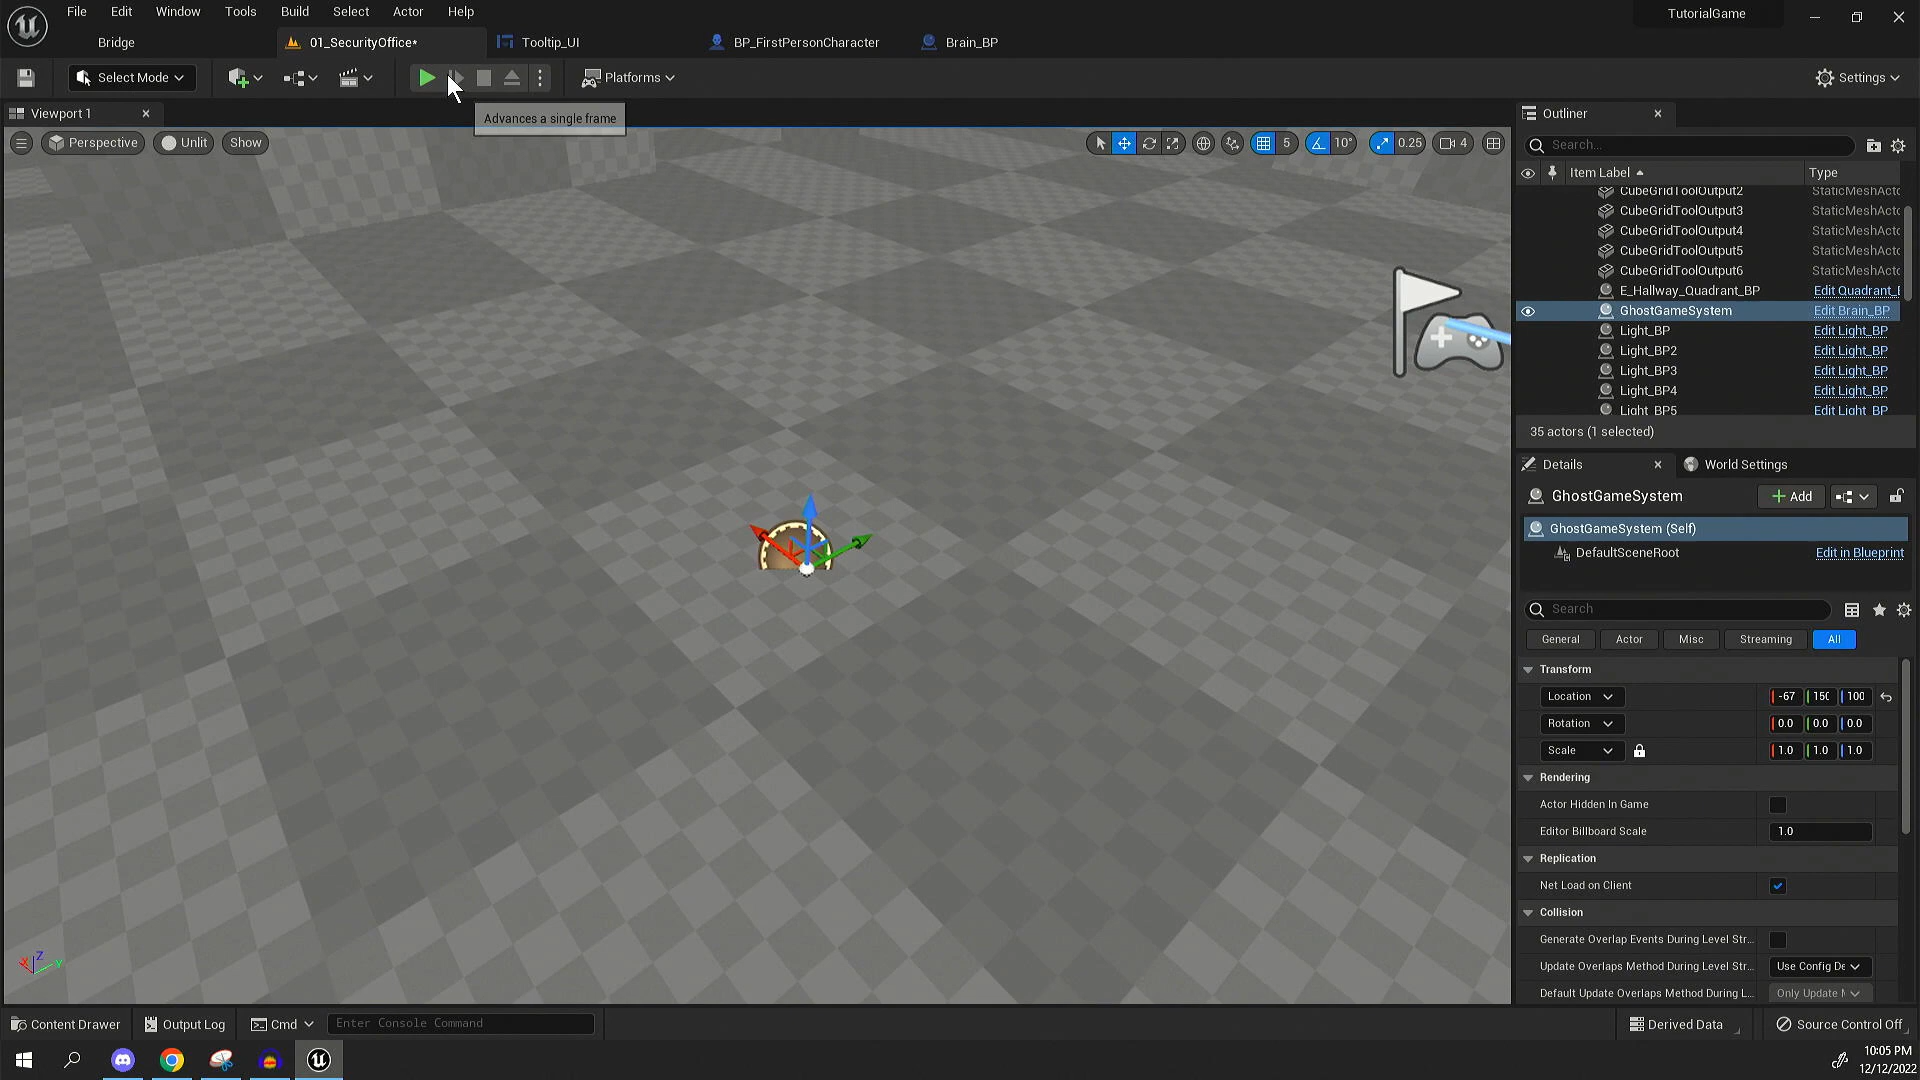 File Edit Window Tools Build Select Actor Help
TutorialGame
Bridge
01_SecurityOffice*
Tooltip_UI
BP_FirstPersonCharacter
Brain_BP
Select Mode
Platforms
Settings
Viewport 1
Advances a single frame
Perspective
Unlit
Show
5
10°
0.25
4
Outliner
Search...
Item Label
Type
CubeGridToolOutput2 StaticMeshActo
CubeGridToolOutput3 StaticMeshActo
CubeGridToolOutput4 StaticMeshActo
CubeGridToolOutput5 StaticMeshActo
CubeGridToolOutput6 StaticMeshActo
E_Hallway_Quadrant_BP Edit Quadrant_
GhostGameSystem Edit Brain_BP
Light_BP Edit Light_BP
Light_BP2 Edit Light_BP
Light_BP3 Edit Light_BP
Light_BP4 Edit Light_BP
Light_BP5 Edit Light_BP
35 actors (1 selected)
Details
World Settings
GhostGameSystem
Add
GhostGameSystem (Self)
DefaultSceneRoot Edit in Blueprint
Search
General Actor Misc Streaming All
Transform
Location -67 150 100
Rotation 0.0 0.0 0.0
Scale 1.0 1.0 1.0
Rendering
Actor Hidden In Game
Editor Billboard Scale 1.0
Replication
Net Load on Client
Collision
Generate Overlap Events During Level Str...
Update Overlaps Method During Level Str... Use Config De
Default Update Overlaps Method During L... Only Update
X Z Y
Content Drawer
Output Log
Cmd
Enter Console Command
Derived Data
Source Control Off
10:05 PM
12/12/2022